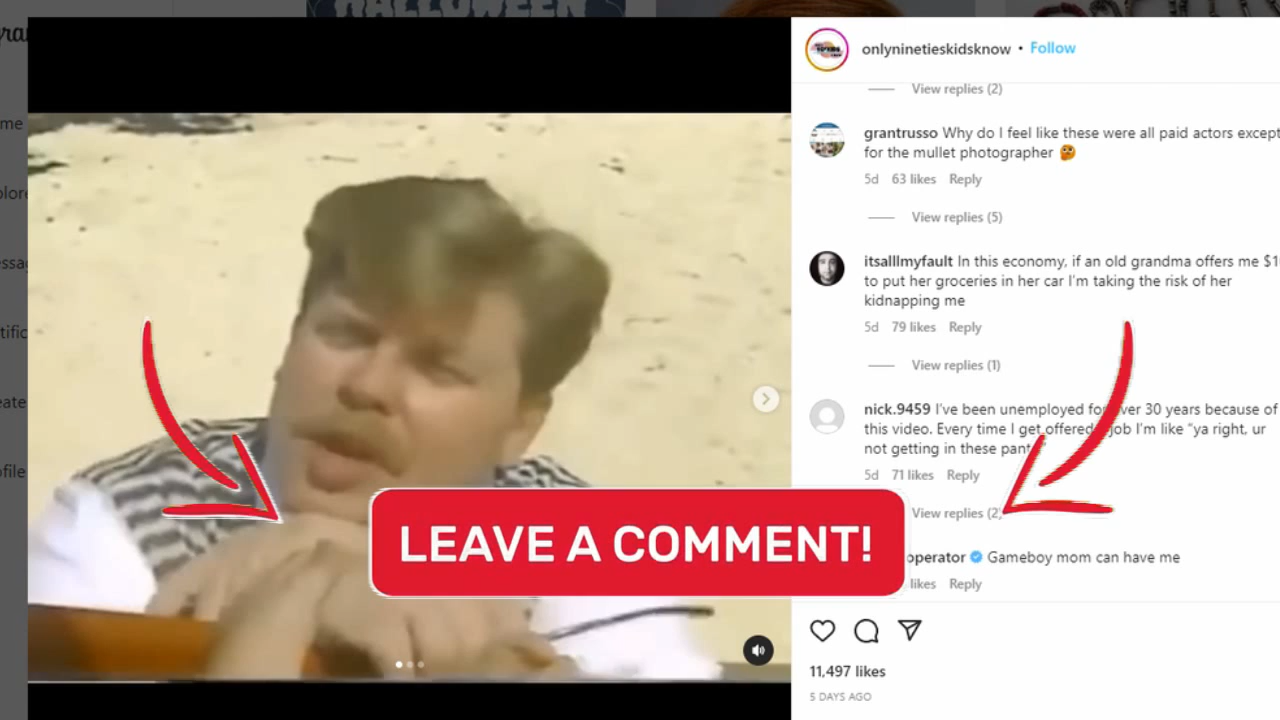 HALLOWEEN
onlyninetieskidsknow • Follow
View replies (2)
grantrusso Why do I feel like these were all paid actors except
for the mullet photographer 🤔
5d 63 likes Reply
View replies (5)
itsalllmyfault In this economy, if an old grandma offers me
to put her groceries in her car I'm taking the risk of her
kidnapping me
5d 79 likes Reply
View replies (1)
nick.9459 I've been unemployed for over 30 years because of
this video. Every time I get offered job I'm like "ya right, ur
not getting in these pant
5d 71 likes Reply
View replies (2)
LEAVE A COMMENT!
operator Gameboy mom can have me
likes Reply
11,497 likes
5 DAYS AGO